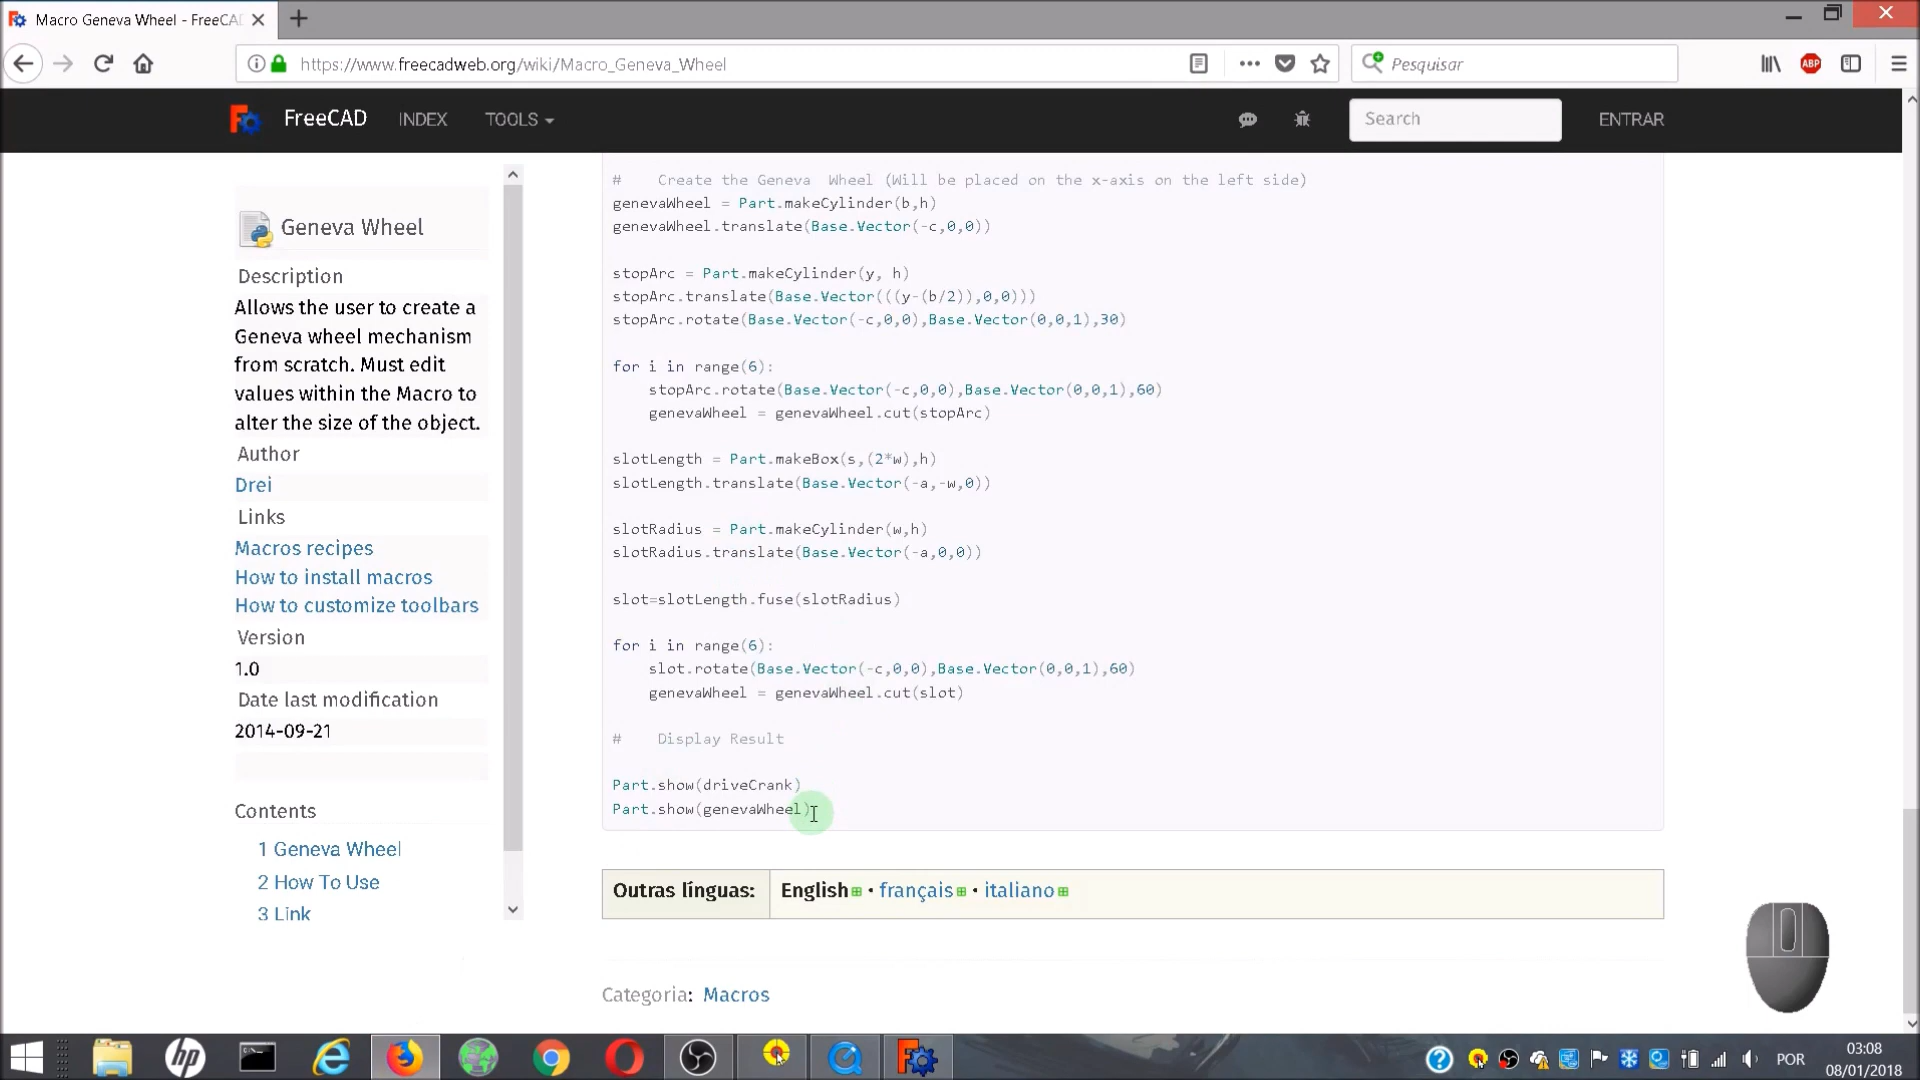 Macro Geneva Wheel - FreeCA
https://www.freecadweb.org/wiki/Macro_Geneva_Wheel
Pesquisar
ABP
FreeCAD
INDEX
TOOLS
Search
ENTRAR
Geneva Wheel
Description
Allows the user to create a
Geneva wheel mechanism
from scratch. Must edit
values within the Macro to
alter the size of the object.
Author
Drei
Links
Macros recipes
How to install macros
How to customize toolbars
Version
1.0
Date last modification
2014-09-21
Contents
1 Geneva Wheel
2 How To Use
3 Link
#    Create the Geneva  Wheel (Will be placed on the x-axis on the left side)
genevaWheel = Part.makeCylinder(b,h)
genevaWheel.translate(Base.Vector(-c,0,0))
stopArc = Part.makeCylinder(y, h)
stopArc.translate(Base.Vector(((y-(b/2)),0,0)))
stopArc.rotate(Base.Vector(-c,0,0),Base.Vector(0,0,1),30)
for i in range(6):
    stopArc.rotate(Base.Vector(-c,0,0),Base.Vector(0,0,1),60)
    genevaWheel = genevaWheel.cut(stopArc)
slotLength = Part.makeBox(s,(2*w),h)
slotLength.translate(Base.Vector(-a,-w,0))
slotRadius = Part.makeCylinder(w,h)
slotRadius.translate(Base.Vector(-a,0,0))
slot=slotLength.fuse(slotRadius)
for i in range(6):
    slot.rotate(Base.Vector(-c,0,0),Base.Vector(0,0,1),60)
    genevaWheel = genevaWheel.cut(slot)
#    Display Result
Part.show(driveCrank)
Part.show(genevaWheel)
Outras línguas: English • français • italiano
Categoria: Macros
POR
03:08
08/01/2018